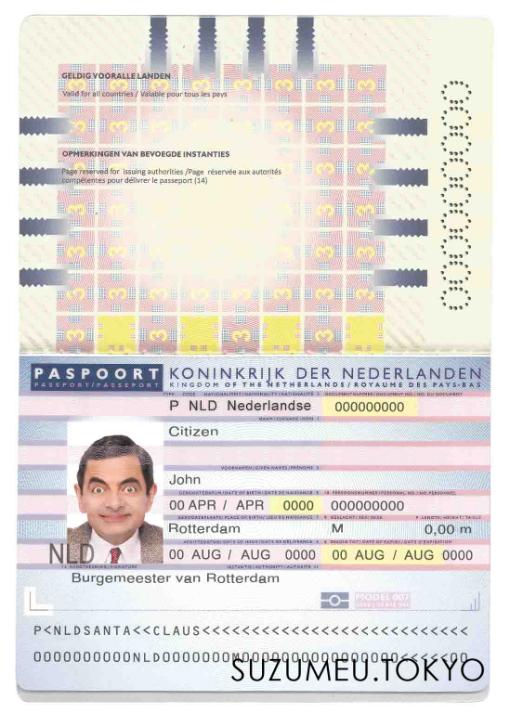 GELDIG VOORALLE LANDEN
Valid for all countries / Valable pour tous les pays
OPMERKINGEN VAN BEVOEGDE INSTANTIES
Page reserved for issuing authorities /Page réservée aux autorités
compétentes pour délivrer le passeport (14)
PASPOORT KONINKRIJK DER NEDERLANDEN
PASSPORT/PASSEPORT KINGDOM OF THE NETHERLANDS/ROYAUME DES PAYS-BAS
P NLD Nederlandse 000000000
Citizen
John
00 APR / APR 0000 000000000
Rotterdam M 0,00 m
NLD 00 AUG / AUG 0000 00 AUG / AUG 0000
Burgemeester van Rotterdam
MODEL 007
P<NLDSANTA<<CLAUS<<<<<<<<<<<<<<<<<<<<<<<<<<<
SUZUMEU.TOKYO